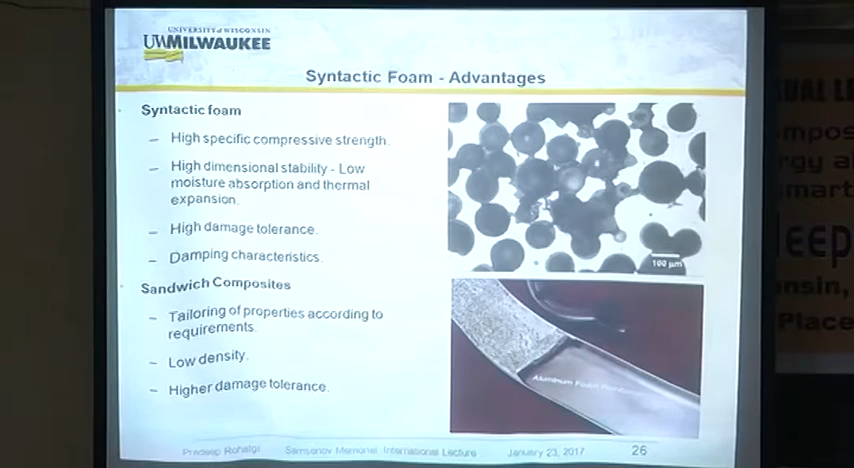 UNIVERSITY of WISCONSIN
UWMILWAUKEE
Syntactic Foam - Advantages
Syntactic foam
– High specific compressive strength.
– High dimensional stability - Low
moisture absorption and thermal
expansion.
– High damage tolerance.
– Damping characteristics.
Sandwich Composites
– Tailoring of properties according to
requirements.
– Low density.
– Higher damage tolerance.
100 µm
Aluminum Foam
Pradeep Rohatgi Samsonov Memorial International Lecture January 23, 2017 26